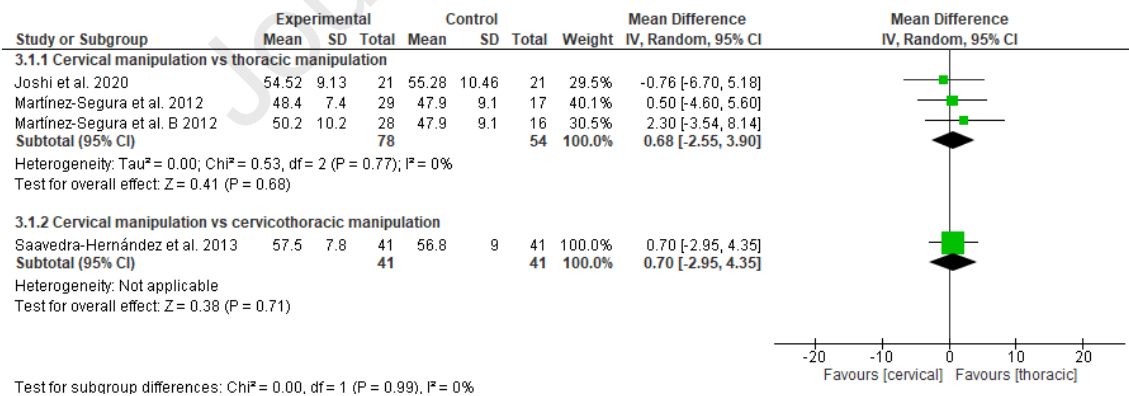 Experimental Control Mean Difference Mean Difference
Study or Subgroup Mean SD Total Mean SD Total Weight IV, Random, 95% CI IV, Random, 95% CI
3.1.1 Cervical manipulation vs thoracic manipulation
Joshi et al. 2020 54.52 9.13 21 55.28 10.46 21 29.5% -0.76 [-6.70, 5.18]
Martínez-Segura et al. 2012 48.4 7.4 29 47.9 9.1 17 40.1% 0.50 [-4.60, 5.60]
Martínez-Segura et al. B 2012 50.2 10.2 28 47.9 9.1 16 30.5% 2.30 [-3.54, 8.14]
Subtotal (95% CI) 78 54 100.0% 0.68 [-2.55, 3.90]
Heterogeneity: Tau² = 0.00; Chi² = 0.53, df = 2 (P = 0.77); I² = 0%
Test for overall effect: Z = 0.41 (P = 0.68)
3.1.2 Cervical manipulation vs cervicothoracic manipulation
Saavedra-Hernández et al. 2013 57.5 7.8 41 56.8 9 41 100.0% 0.70 [-2.95, 4.35]
Subtotal (95% CI) 41 41 100.0% 0.70 [-2.95, 4.35]
Heterogeneity: Not applicable
Test for overall effect: Z = 0.38 (P = 0.71)
-20 -10 0 10 20
Favours [cervical] Favours [thoracic]
Test for subgroup differences: Chi² = 0.00, df = 1 (P = 0.99), I² = 0%